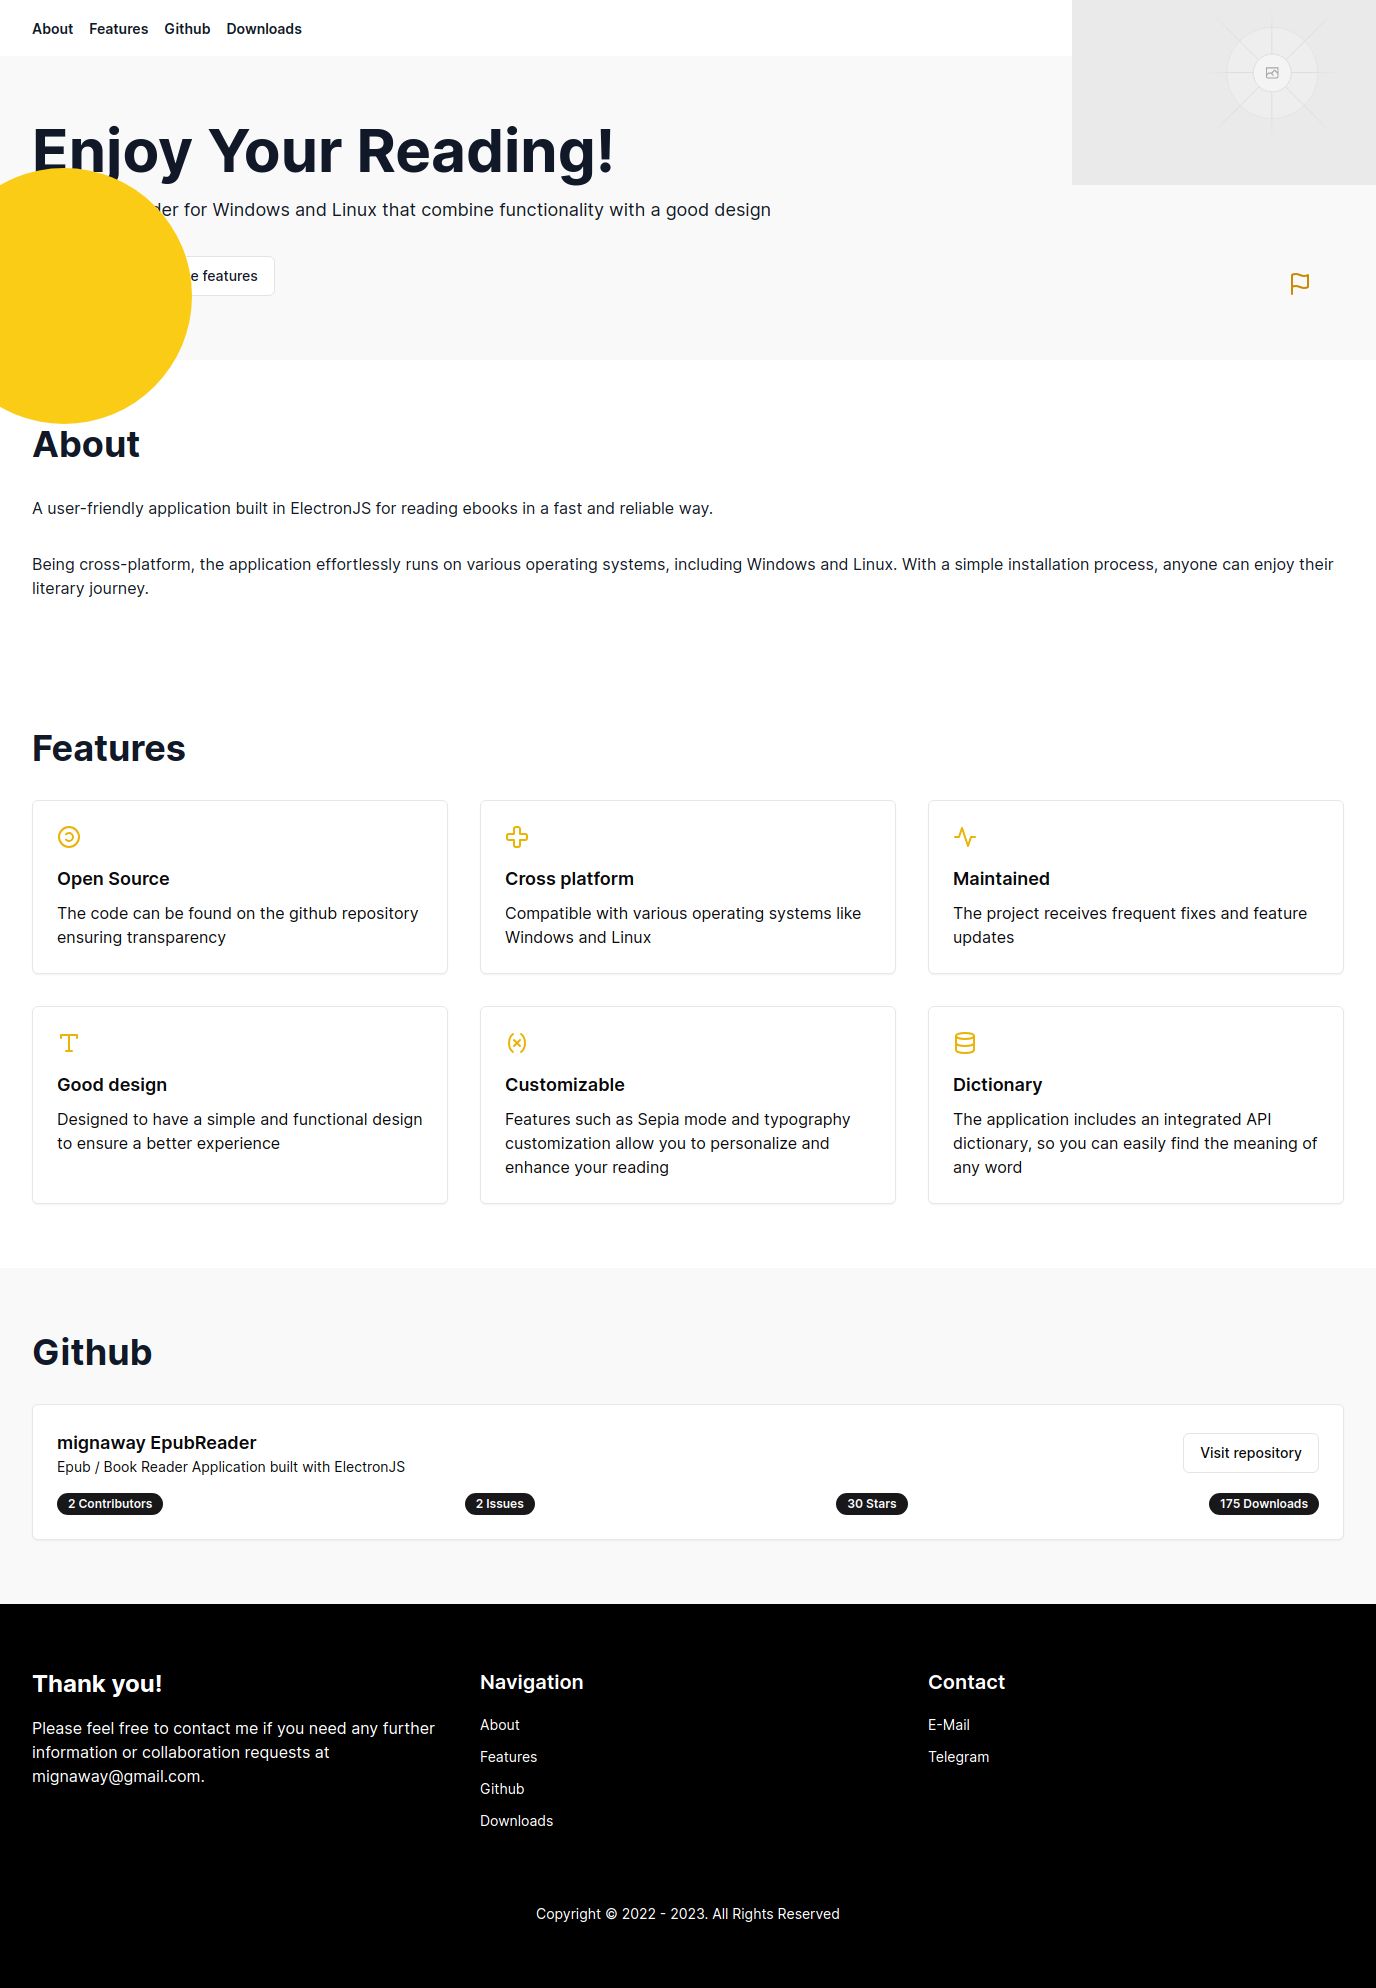 About Features Github Downloads
Enjoy Your Reading!
for Windows and Linux that combine functionality with a good design
features
About
A user-friendly application built in ElectronJS for reading ebooks in a fast and reliable way.
Being cross-platform, the application effortlessly runs on various operating systems, including Windows and Linux. With a simple installation process, anyone can enjoy their
literary journey.
Features
Open Source
The code can be found on the github repository
ensuring transparency
Cross platform
Compatible with various operating systems like
Windows and Linux
Maintained
The project receives frequent fixes and feature
updates
Good design
Designed to have a simple and functional design
to ensure a better experience
Customizable
Features such as Sepia mode and typography
customization allow you to personalize and
enhance your reading
Dictionary
The application includes an integrated API
dictionary, so you can easily find the meaning of
any word
Github
mignaway EpubReader
Epub / Book Reader Application built with ElectronJS
Visit repository
2 Contributors
2 Issues
30 Stars
175 Downloads
Thank you!
Please feel free to contact me if you need any further
information or collaboration requests at
mignaway@gmail.com.
Navigation
About
Features
Github
Downloads
Contact
E-Mail
Telegram
Copyright © 2022 - 2023. All Rights Reserved